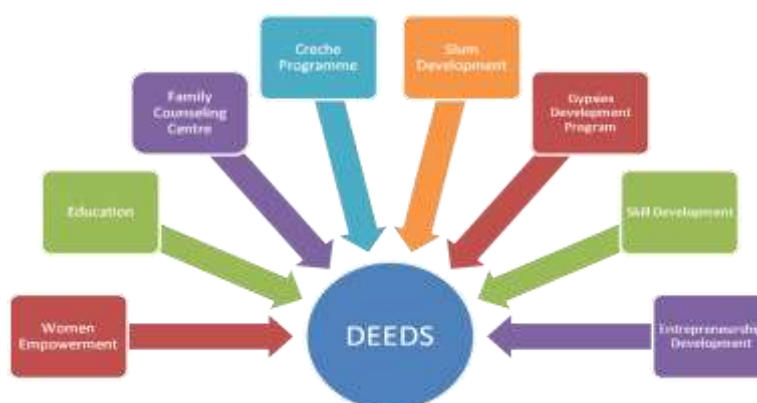 Creche
Programme
Slum
Development
Family
Counseling
Centre
Gypsies
Development
Program
Education
Skill Development
Women
Empowerment
DEEDS
Entrepreneurship
Development